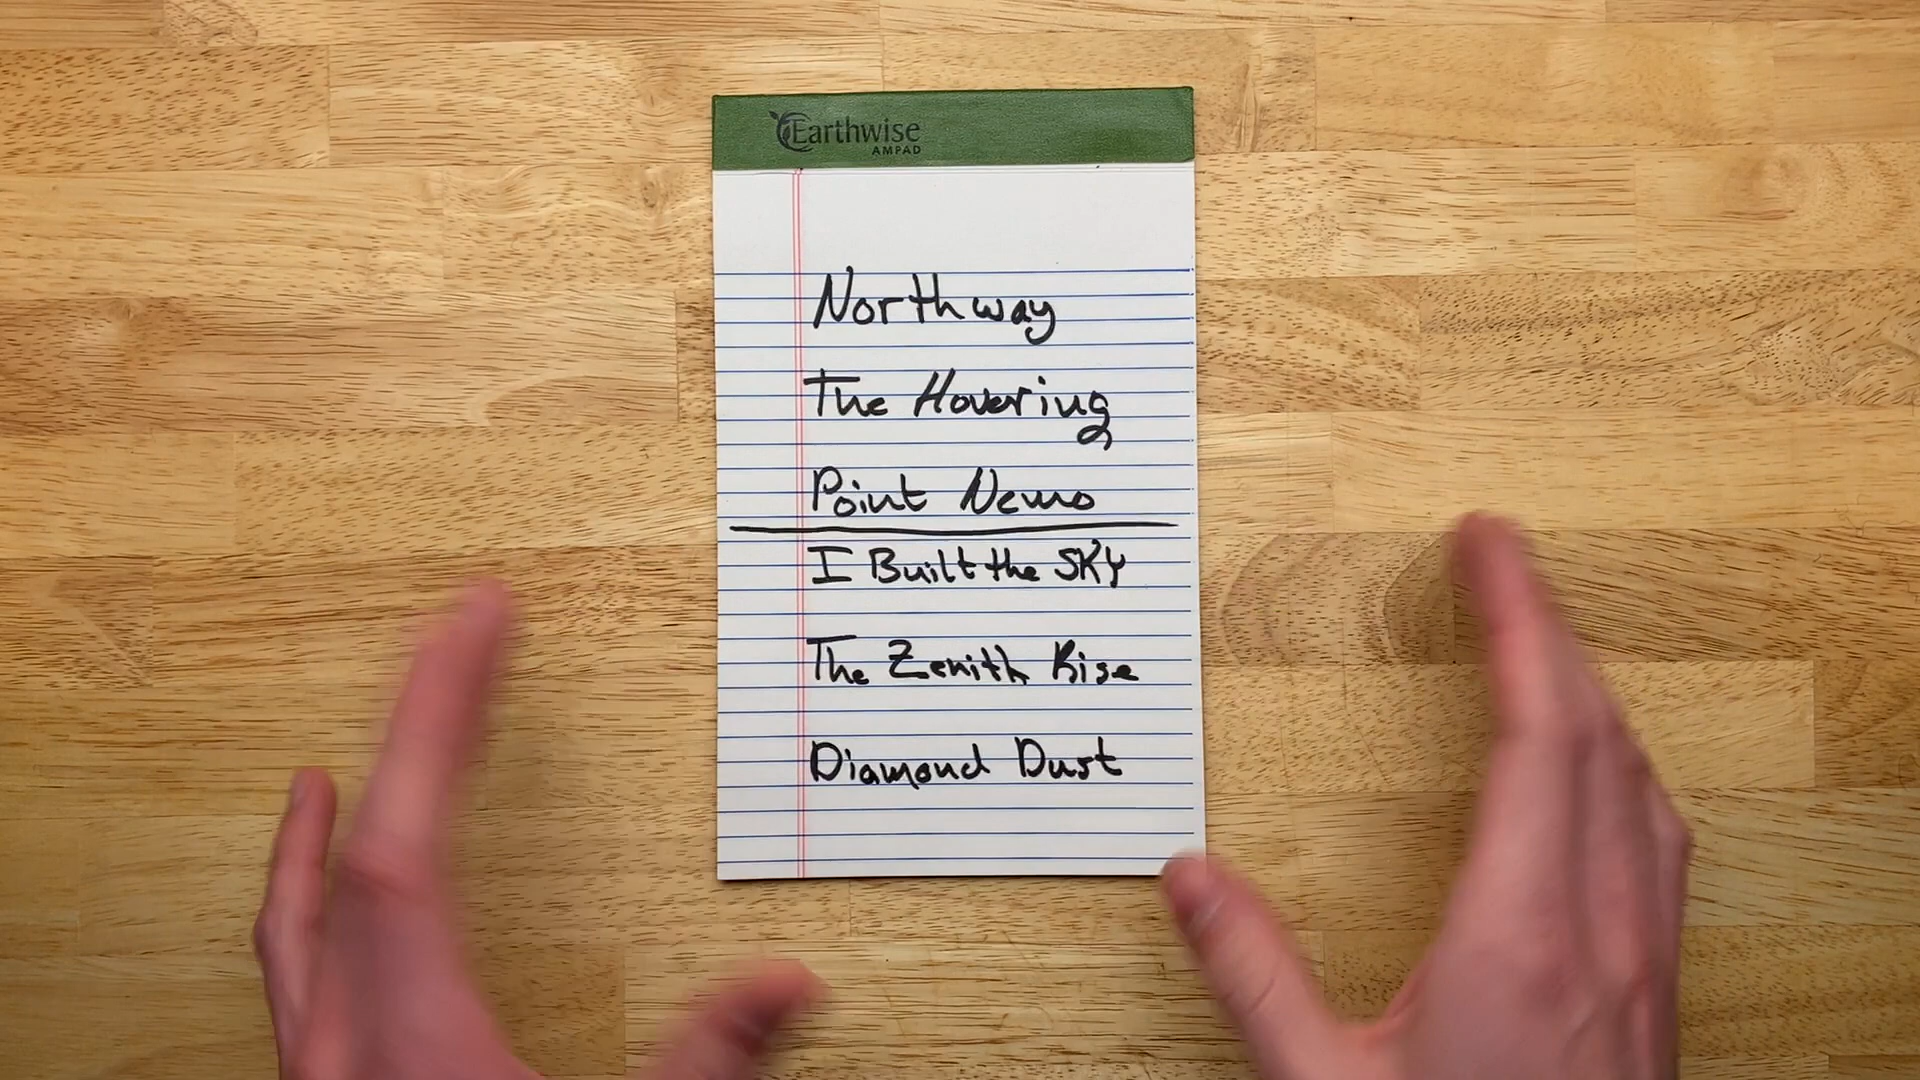 Earthwise
AMPAD
Northway
The Hovering
Point Nemo
I Built the SKY
The Zenith Rise
Diamond Dust